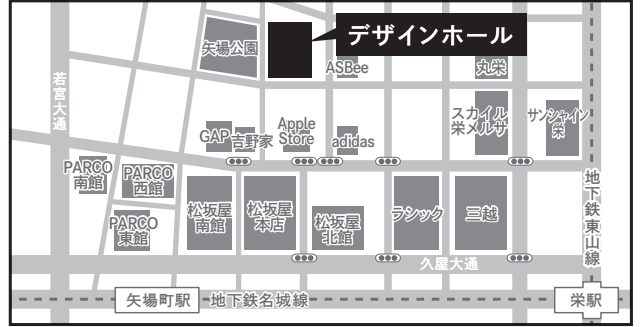 デザインホール
矢場公園
ASBee
丸栄
若宮大通
GAP
吉野家
Apple
Store
adidas
スカイル
栄メルサ
サンシャイン
栄
PARCO
南館
PARCO
西館
PARCO
東館
松坂屋
南館
松坂屋
本店
松坂屋
北館
ラシック
三越
地下鉄東山線
久屋大通
矢場町駅
地下鉄名城線
栄駅